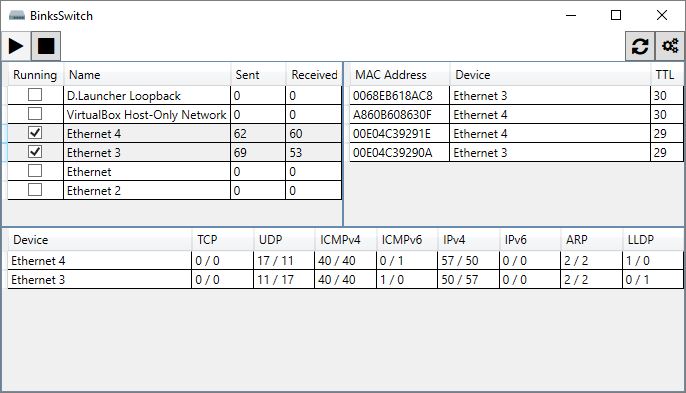 BinksSwitch
Running Name Sent Received
D.Launcher Loopback 0 0
VirtualBox Host-Only Network 0 0
Ethernet 4 62 60
Ethernet 3 69 53
Ethernet 0 0
Ethernet 2 0 0
MAC Address Device TTL
0068EB618AC8 Ethernet 3 30
A860B608630F Ethernet 4 30
00E04C39291E Ethernet 4 29
00E04C39290A Ethernet 3 29
Device TCP UDP ICMPv4 ICMPv6 IPv4 IPv6 ARP LLDP
Ethernet 4 0 / 0 17 / 11 40 / 40 0 / 1 57 / 50 0 / 0 2 / 2 1 / 0
Ethernet 3 0 / 0 11 / 17 40 / 40 1 / 0 50 / 57 0 / 0 2 / 2 0 / 1